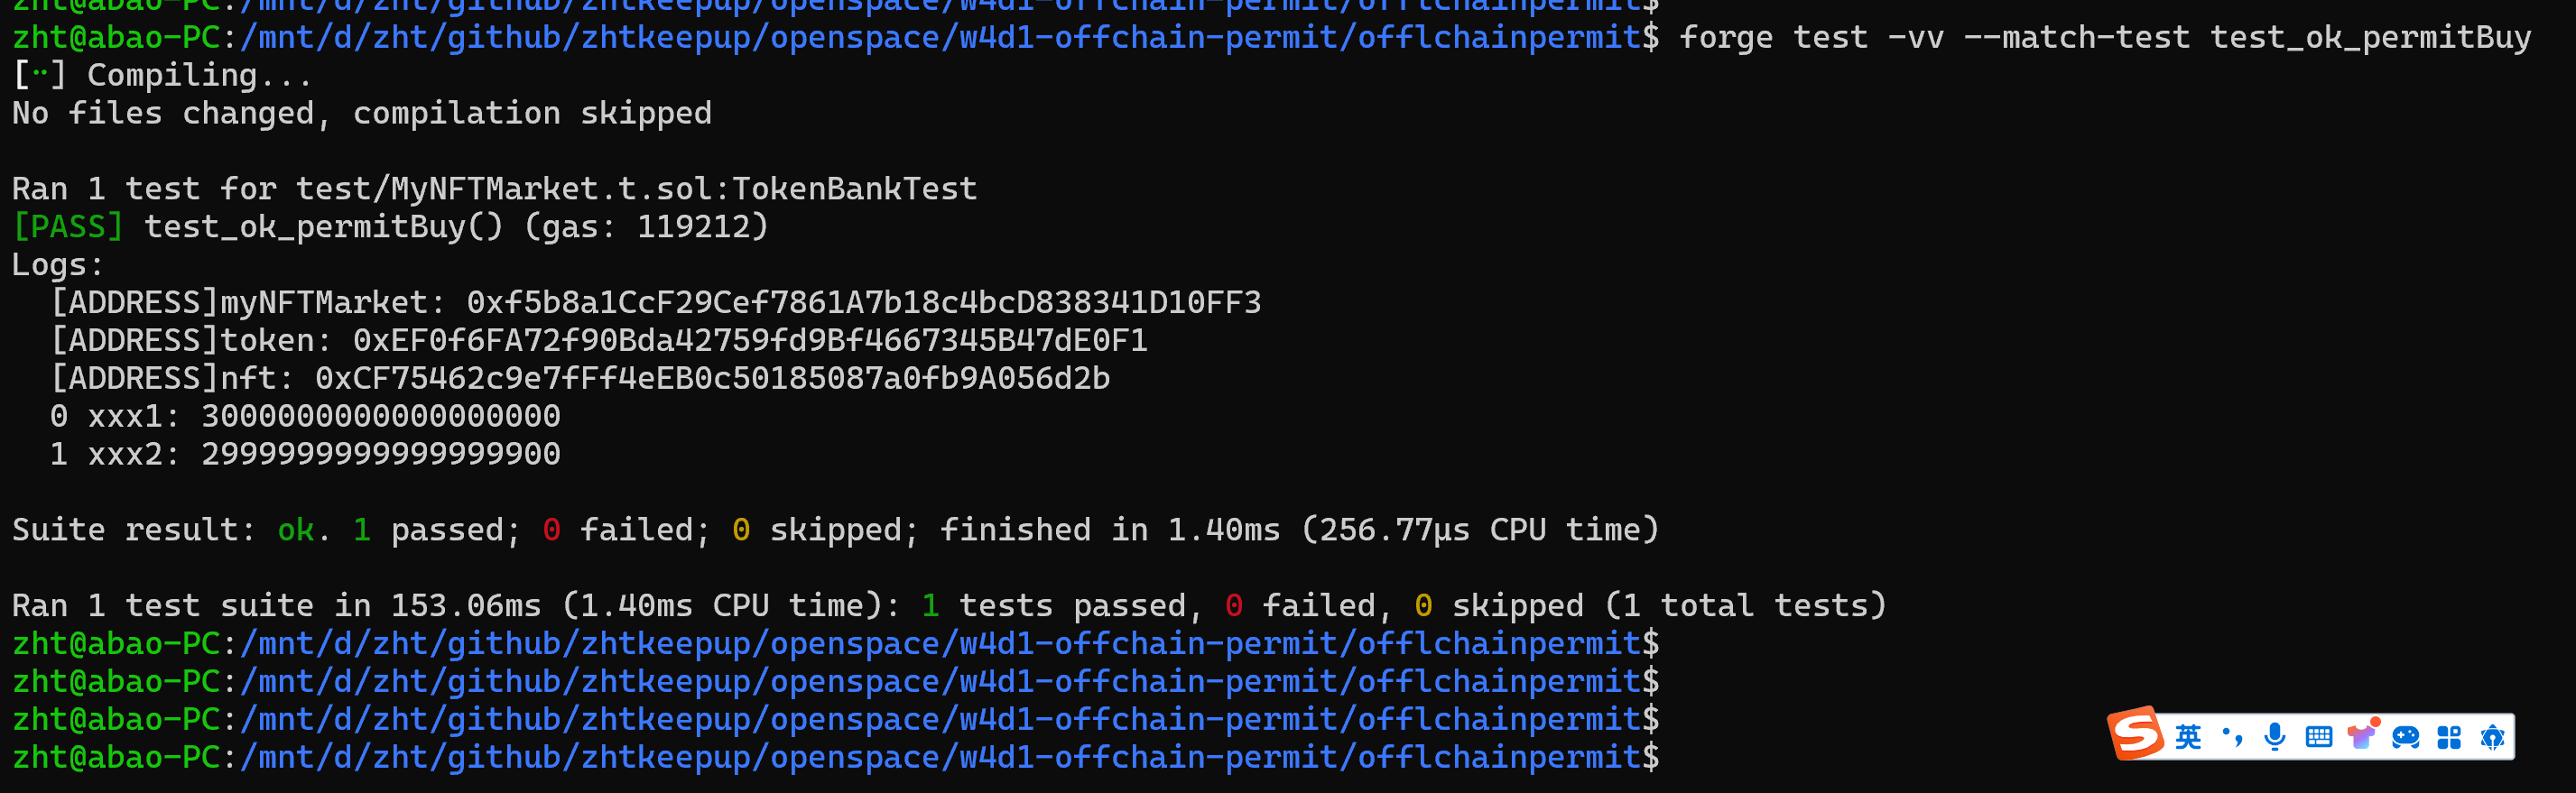 zht@abao-PC:/mnt/d/zht/github/zhtkeepup/openspace/w4d1-offchain-permit/offlchainpermit$
zht@abao-PC:/mnt/d/zht/github/zhtkeepup/openspace/w4d1-offchain-permit/offlchainpermit$ forge test -vv --match-test test_ok_permitBuy
[⠒] Compiling...
No files changed, compilation skipped
Ran 1 test for test/MyNFTMarket.t.sol:TokenBankTest
[PASS] test_ok_permitBuy() (gas: 119212)
Logs:
[ADDRESS]myNFTMarket: 0xf5b8a1CcF29Cef7861A7b18c4bcD838341D10FF3
[ADDRESS]token: 0xEF0f6FA72f90Bda42759fd9Bf4667345B47dE0F1
[ADDRESS]nft: 0xCF75462c9e7fFf4eEB0c50185087a0fb9A056d2b
0 xxx1: 3000000000000000000
1 xxx2: 2999999999999999900
Suite result: ok. 1 passed; 0 failed; 0 skipped; finished in 1.40ms (256.77µs CPU time)
Ran 1 test suite in 153.06ms (1.40ms CPU time): 1 tests passed, 0 failed, 0 skipped (1 total tests)
zht@abao-PC:/mnt/d/zht/github/zhtkeepup/openspace/w4d1-offchain-permit/offlchainpermit$
zht@abao-PC:/mnt/d/zht/github/zhtkeepup/openspace/w4d1-offchain-permit/offlchainpermit$
zht@abao-PC:/mnt/d/zht/github/zhtkeepup/openspace/w4d1-offchain-permit/offlchainpermit$
zht@abao-PC:/mnt/d/zht/github/zhtkeepup/openspace/w4d1-offchain-permit/offlchainpermit$
S 英